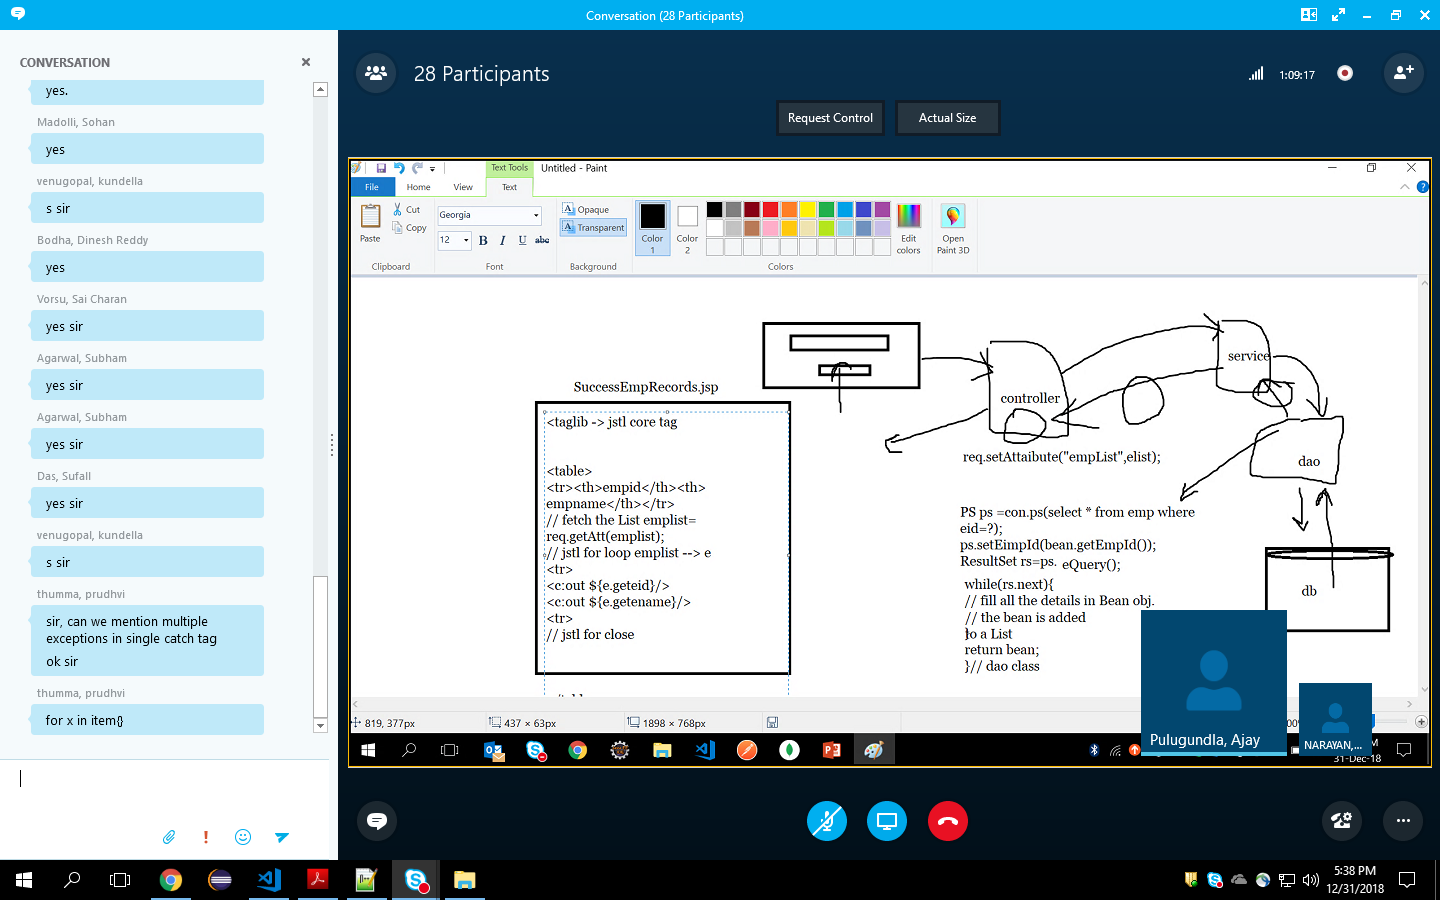 Conversation (28 Participants)
CONVERSATION
yes.
Madolli, Sohan
yes
venugopal, kundella
s sir
Bodha, Dinesh Reddy
yes
Vorsu, Sai Charan
yes sir
Agarwal, Subham
yes sir
Agarwal, Subham
yes sir
Das, Sufall
yes sir
venugopal, kundella
s sir
thumma, prudhvi
sir, can we mention multiple
exceptions in single catch tag
ok sir
thumma, prudhvi
for x in item{}
28 Participants
1:09:17
Request Control
Actual Size
Text Tools
Untitled - Paint
File
Home
View
Text
Paste
Cut
Copy
Clipboard
Georgia
12
B I U abc
Font
Opaque
Transparent
Background
Color
1
Color
2
Colors
Edit
colors
Open
Paint 3D
SuccessEmpRecords.jsp
<taglib -> jstl core tag
<table>
<tr><th>empid</th><th>
empname</th></tr>
// fetch the List emplist=
req.getAtt(emplist);
// jstl for loop emplist --> e
<tr>
<c:out ${e.geteid}/>
<c:out ${e.getename}/>
<tr>
// jstl for close
controller
service
dao
db
req.setAttaibute("empList",elist);
PS ps =con.ps(select * from emp where
eid=?);
ps.setEimpId(bean.getEmpId());
ResultSet rs=ps. eQuery();
while(rs.next){
// fill all the details in Bean obj.
// the bean is added
to a List
return bean;
}// dao class
819, 377px
437 × 63px
1898 × 768px
Pulugundla, Ajay
NARAYAN,...
31-Dec-18
5:38 PM
12/31/2018